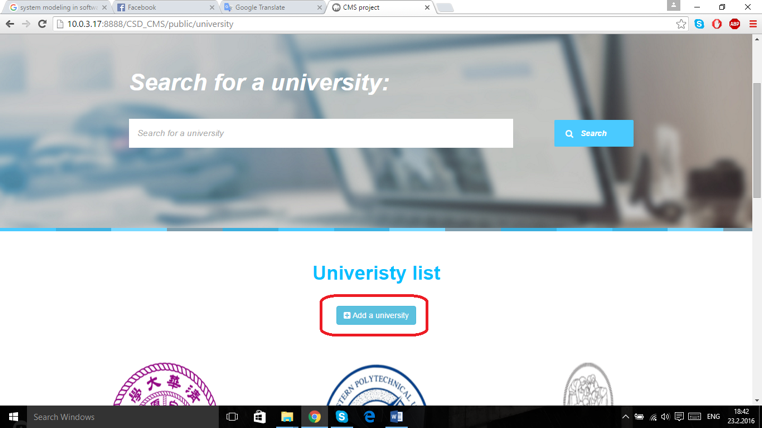 system modeling in softw
Facebook
Google Translate
CMS project
10.0.3.17:8888/CSD_CMS/public/university
ABP
Search for a university:
Search for a university
Search
Univeristy list
Add a university
學大華清
TERN POLYTECHNICAL U
Search Windows
ENG
18:42
23.2.2016